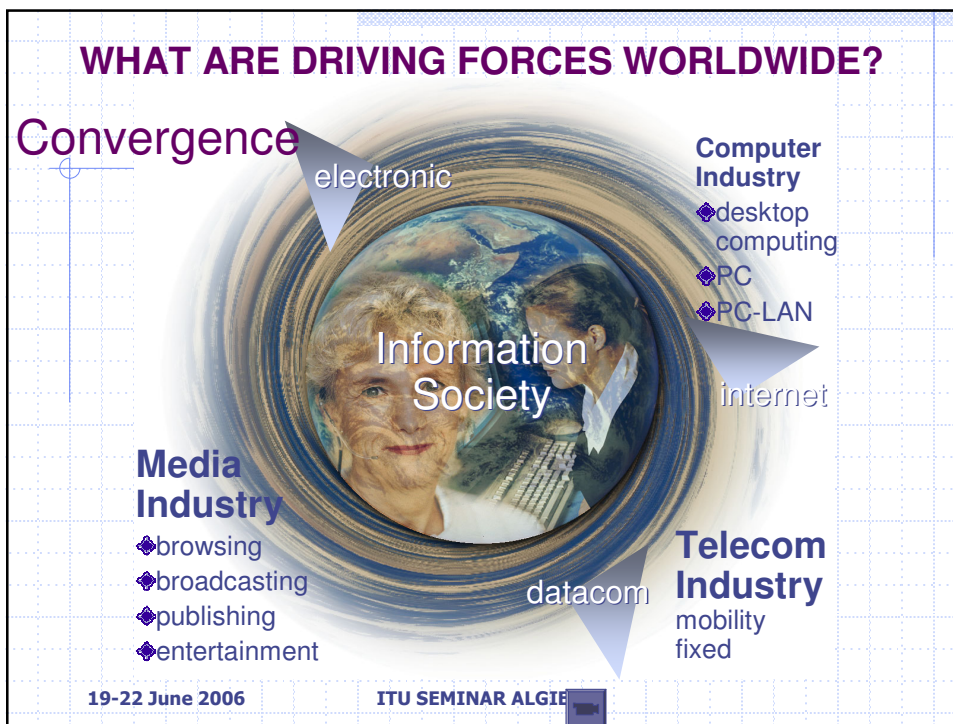 WHAT ARE DRIVING FORCES WORLDWIDE?
Convergence
electronic
Computer
Industry
desktop
computing
PC
PC-LAN
Information
Society
internet
Media
Industry
browsing
broadcasting
publishing
entertainment
datacom
Telecom
Industry
mobility
fixed
19-22 June 2006
ITU SEMINAR